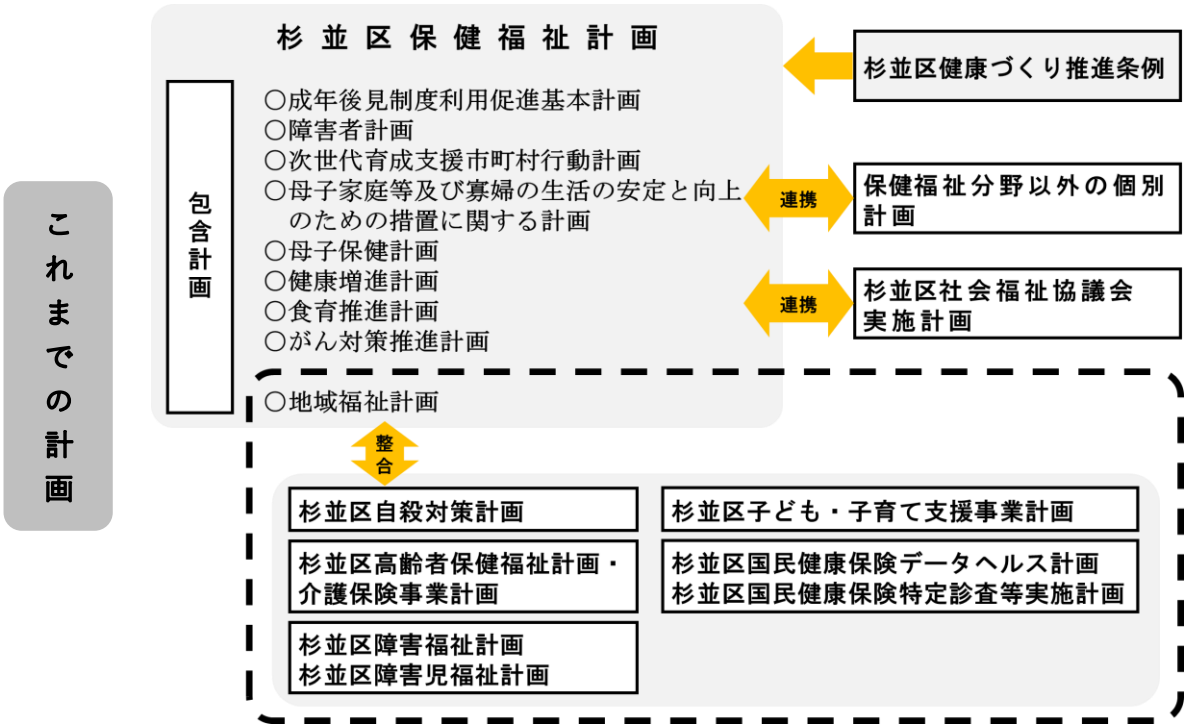 これまでの計画
杉並区保健福祉計画
包含計画
○成年後見制度利用促進基本計画
○障害者計画
○次世代育成支援市町村行動計画
○母子家庭等及び寡婦の生活の安定と向上
のための措置に関する計画
○母子保健計画
○健康増進計画
○食育推進計画
○がん対策推進計画
○地域福祉計画
杉並区健康づくり推進条例
連携
保健福祉分野以外の個別
計画
連携
杉並区社会福祉協議会
実施計画
整合
杉並区自殺対策計画
杉並区高齢者保健福祉計画・
介護保険事業計画
杉並区障害福祉計画
杉並区障害児福祉計画
杉並区子ども・子育て支援事業計画
杉並区国民健康保険データヘルス計画
杉並区国民健康保険特定診査等実施計画